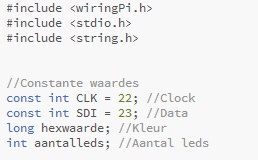 #include <wiringPi.h>
#include <stdio.h>
#include <string.h>
//Constante waardes
const int CLK = 22; //Clock
const int SDI = 23; //Data
long hexwaarde; //Kleur
int aantalleds; //Aantal leds